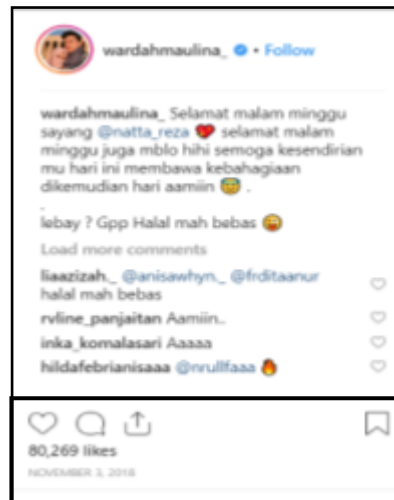 wardahmaulina_ • Follow
wardahmaulina_ Selamat malam minggu
sayang @natta_reza 💔 selamat malam
minggu juga mblo hihi semoga kesendirian
mu hari ini membawa kebahagiaan
dikemudian hari aamiin 😇 .
.
lebay ? Gpp Halal mah bebas 😜
Load more comments
liaazizah._ @anisawhyn._ @frditaanur
halal mah bebas
rvline_panjaitan Aamiin..
inka_komalasari Aaaaa
hildafebrianisaaa @nrullfaaa 🔥
80,269 likes
NOVEMBER 3, 2018